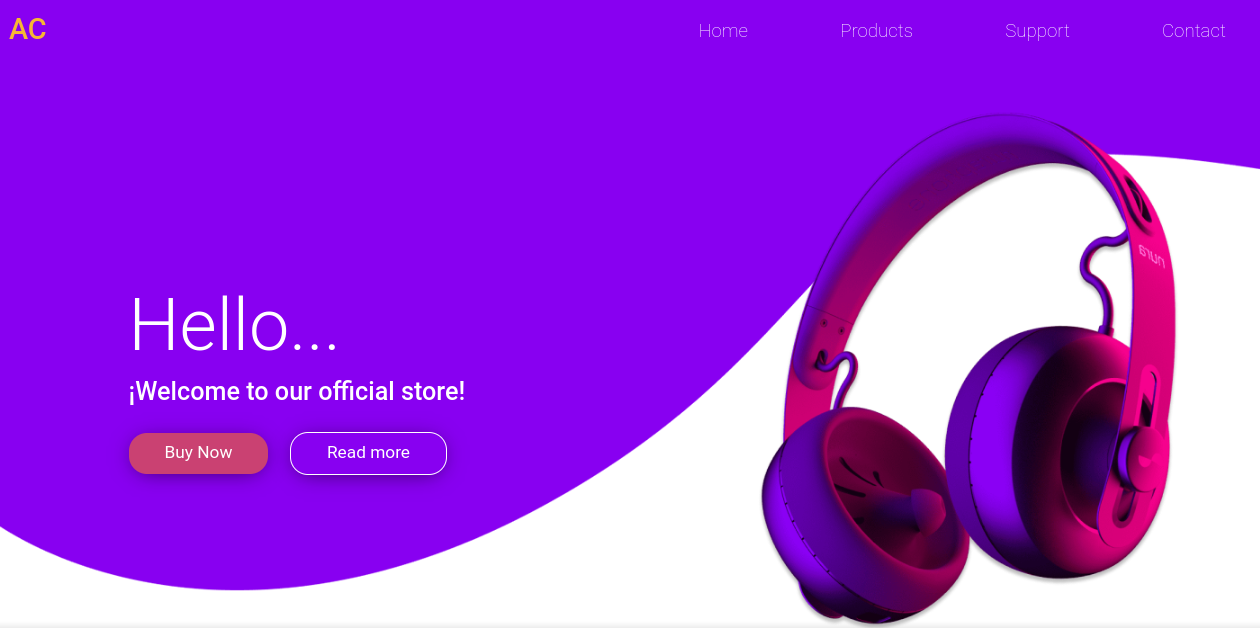 AC
Home Products Support Contact
nura
Hello...
¡Welcome to our official store!
Buy Now Read more